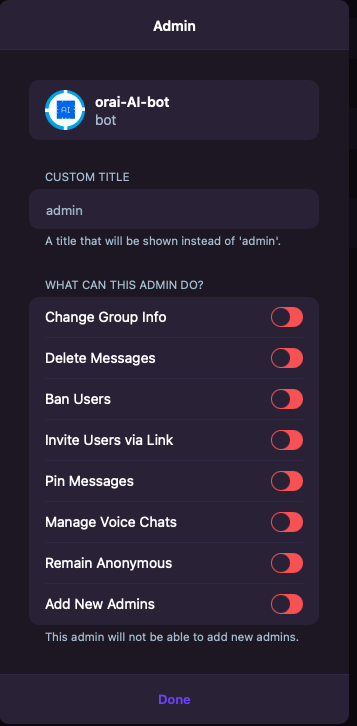 Admin
AI
orai-AI-bot
bot
CUSTOM TITLE
admin
A title that will be shown instead of 'admin'.
WHAT CAN THIS ADMIN DO?
Change Group Info
Delete Messages
Ban Users
Invite Users via Link
Pin Messages
Manage Voice Chats
Remain Anonymous
Add New Admins
This admin will not be able to add new admins.
Done